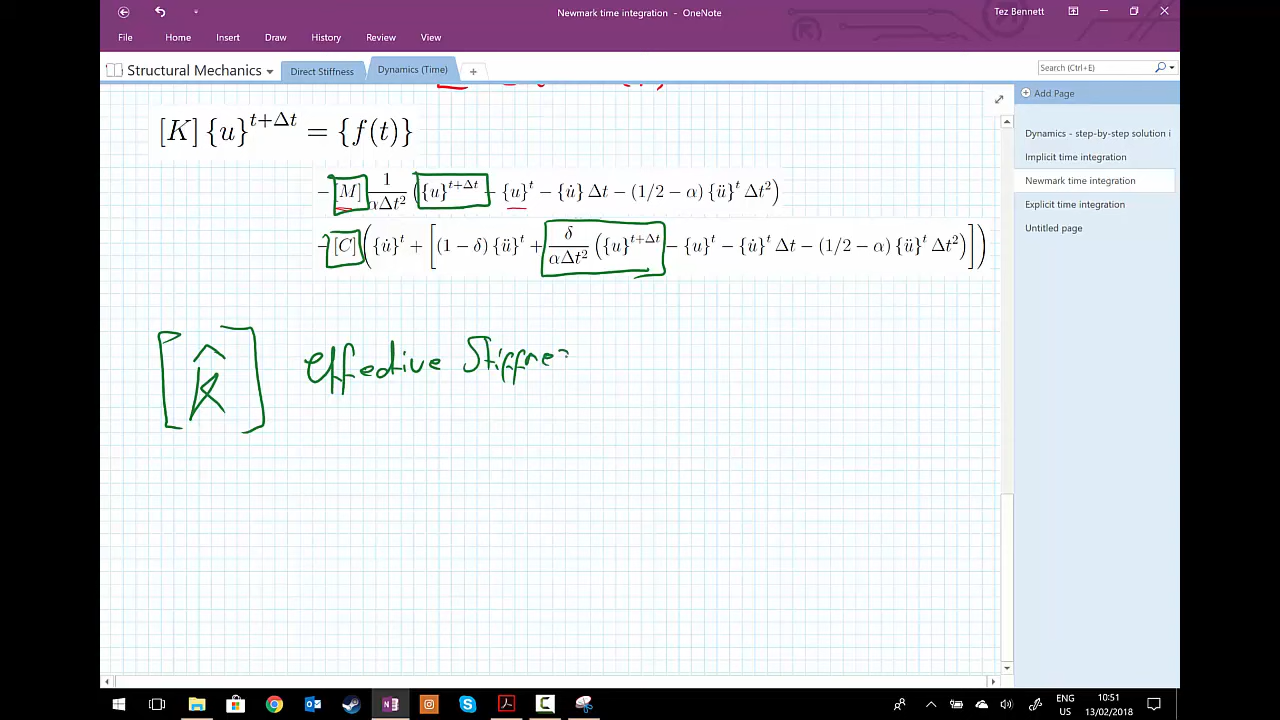 Newmark time integration - OneNote
Tez Bennett
File Home Insert Draw History Review View
Structural Mechanics Direct Stiffness Dynamics (Time) +
Search (Ctrl+E)
Add Page
Dynamics - step-by-step solution i
Implicit time integration
Newmark time integration
Explicit time integration
Untitled page
[K] {u}^{t+Δt} = {f(t)}
− [M] 1/αΔt² ( {u}^{t+Δt} − {u}^t − {u̇} Δt − (1/2 − α) {ü}^t Δt² )
− [C] ( {u̇}^t + [ (1 − δ) {ü}^t + δ/αΔt² ( {u}^{t+Δt} − {u}^t − {u̇}^t Δt − (1/2 − α) {ü}^t Δt² ) ] )
[K̂] Effective Stiffne
ENG
US
10:51
13/02/2018